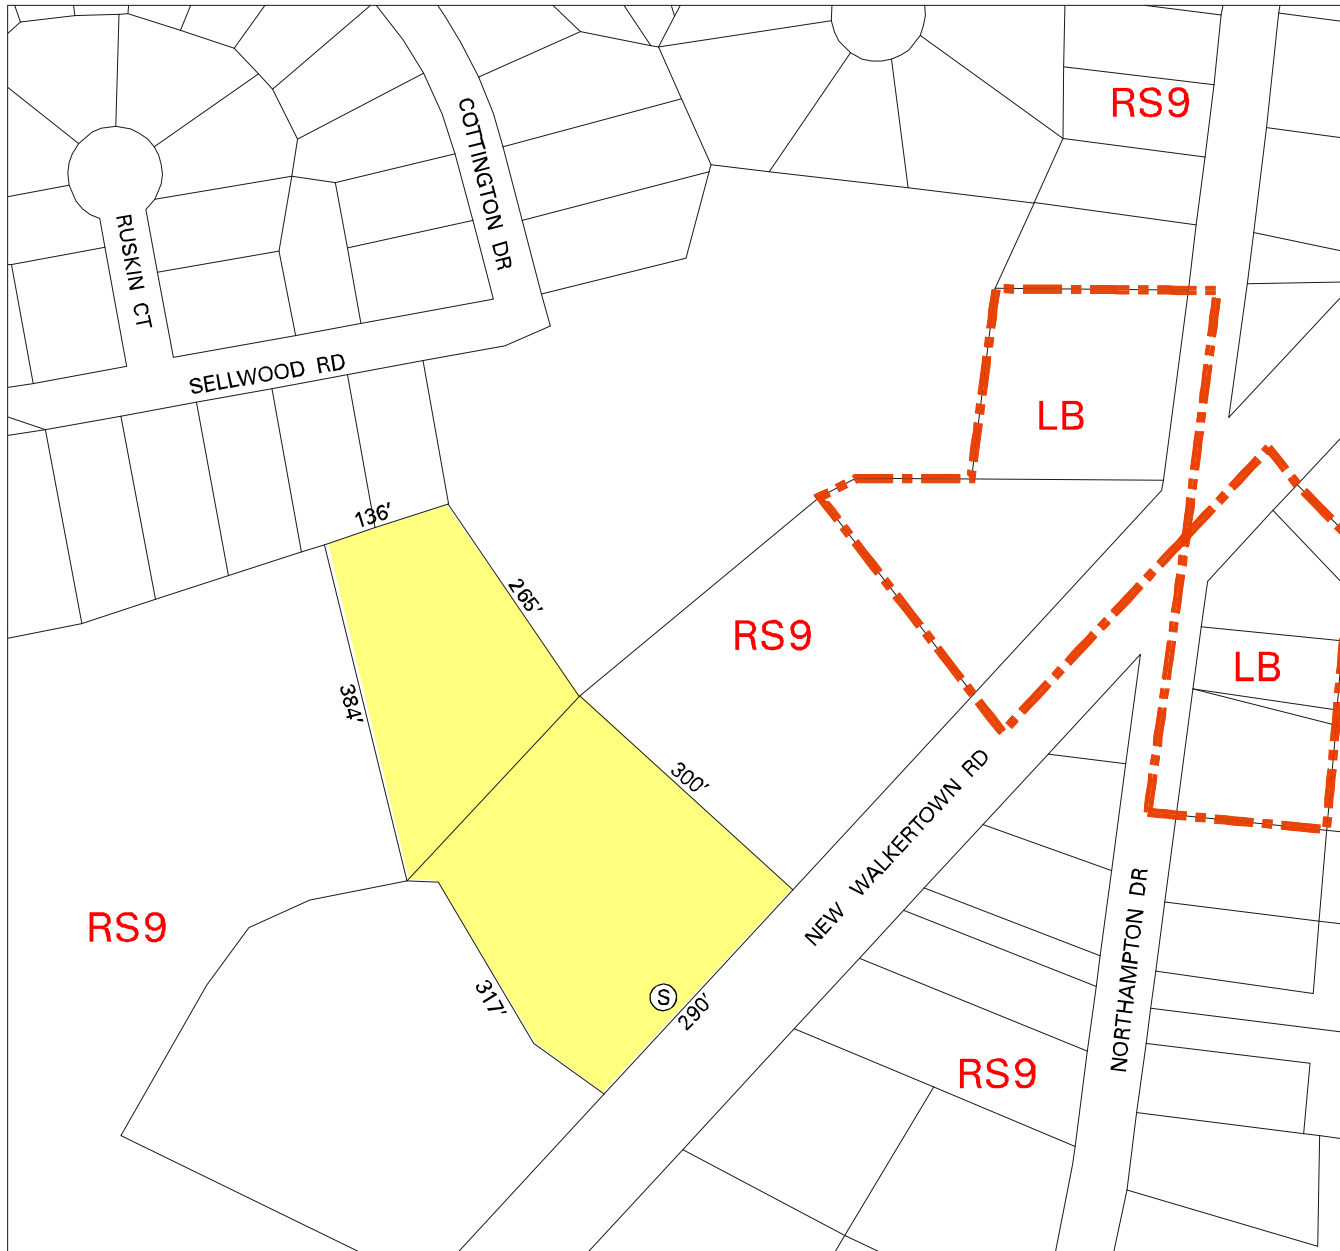 RS9
COTTINGTON DR
RUSKIN CT
SELLWOOD RD
LB
136'
265'
RS9
LB
384'
300'
NEW WALKERTOWN RD
RS9
NORTHAMPTON DR
317'
S
290'
RS9